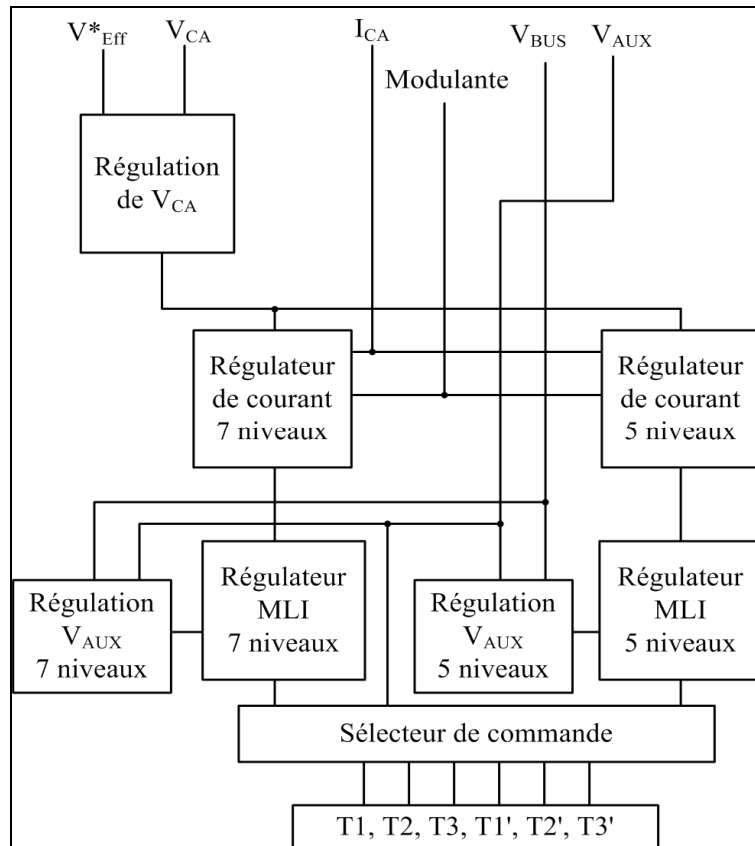 V*Eff VCA ICA VBUS VAUX
Modulante
Régulation
de VCA
Régulateur
de courant
7 niveaux
Régulateur
de courant
5 niveaux
Régulation
VAUX
7 niveaux
Régulateur
MLI
7 niveaux
Régulation
VAUX
5 niveaux
Régulateur
MLI
5 niveaux
Sélecteur de commande
T1, T2, T3, T1', T2', T3'